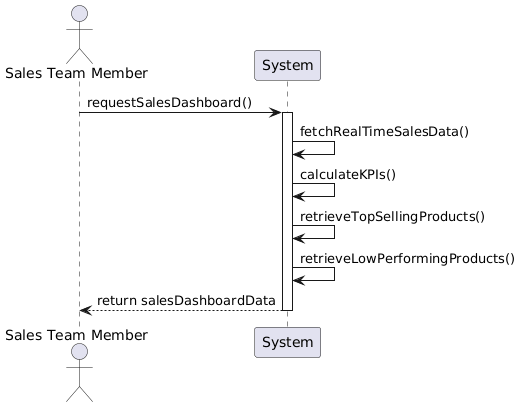 Sales Team Member
System
requestSalesDashboard()
fetchRealTimeSalesData()
calculateKPIs()
retrieveTopSellingProducts()
retrieveLowPerformingProducts()
return salesDashboardData
Sales Team Member
System